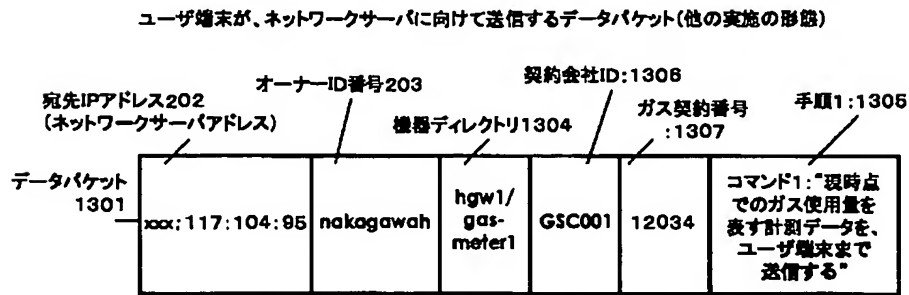 ユーザ端末が、ネットワークサーバに向けて送信するデータパケット(他の実施の形態)
宛先IPアドレス202
(ネットワークサーバアドレス)
オーナーID番号203
機器ディレクトリ1304
契約会社ID:1306
ガス契約番号
:1307
手順1:1305
データパケット
1301
xxx;117:104:95
nakagawah
hgw1/
gas-
meter1
GSC001
12034
コマンド1:"現時点
でのガス使用量を
表す計測データを、
ユーザ端末まで
送信する"